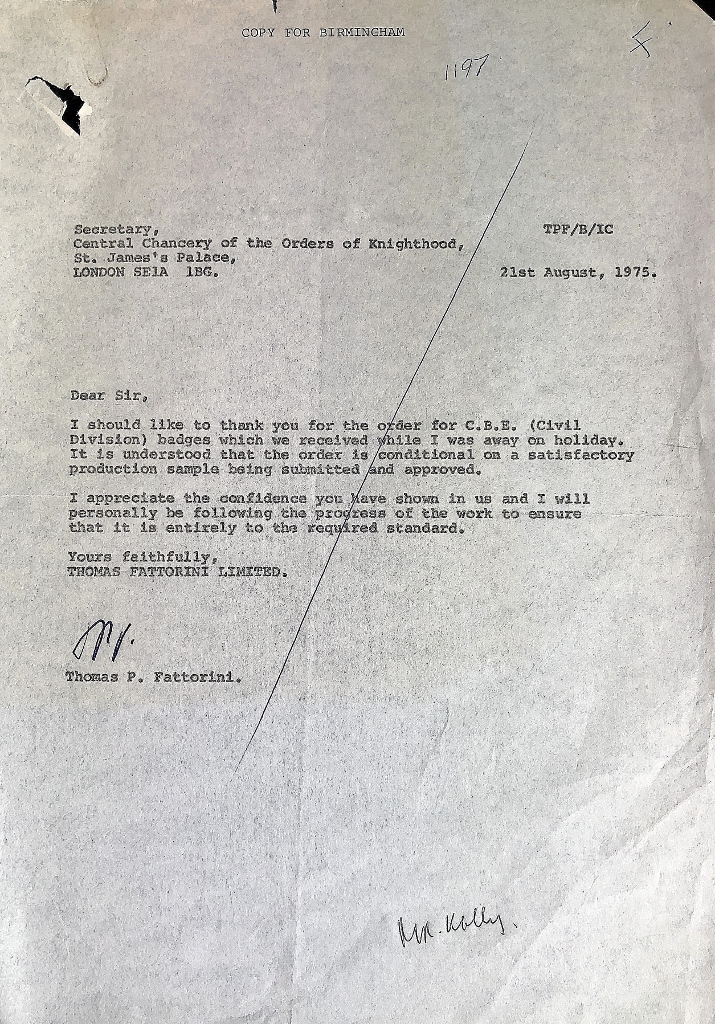 COPY FOR BIRMINGHAM
1197
Secretary,
Central Chancery of the Orders of Knighthood,
St. James's Palace,
LONDON SE1A 1BG.
TPF/B/IC
21st August, 1975.
Dear Sir,
I should like to thank you for the order for C.B.E. (Civil
Division) badges which we received while I was away on holiday.
It is understood that the order is conditional on a satisfactory
production sample being submitted and approved.
I appreciate the confidence you have shown in us and I will
personally be following the progress of the work to ensure
that it is entirely to the required standard.
Yours faithfully,
THOMAS FATTORINI LIMITED.
Thomas P. Fattorini.
Mr. Kelly.